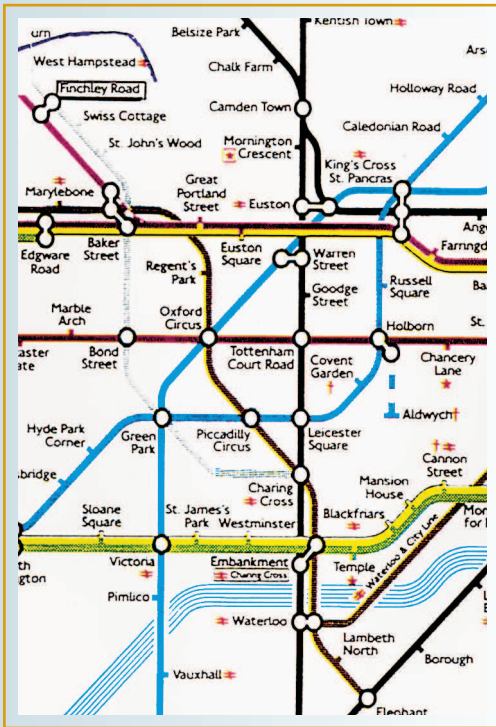 Kentish Town
Belsize Park
urn
West Hampstead
Chalk Farm
Finchley Road
Holloway Road
Swiss Cottage
Camden Town
Caledonian Road
St. John's Wood
Mornington
Crescent
King's Cross
St. Pancras
Marylebone
Great
Portland
Street
Euston
Edgware
Road
Baker
Street
Euston
Square
Warren
Street
Farringd
Regent's
Park
Goodge
Street
Russell
Square
Marble
Arch
Oxford
Circus
Holborn
St.
Bond
Street
Tottenham
Court Road
Covent
Garden
Chancery
Lane
Aldwych
Hyde Park
Corner
Green
Park
Piccadilly
Circus
Leicester
Square
Cannon
Street
Charing
Cross
Mansion
House
Sloane
Square
St. James's
Park
Westminster
Blackfriars
Victoria
Embankment
Charing Cross
Temple
Waterloo & City Line
Pimlico
Waterloo
Lambeth
North
Borough
Vauxhall
Elephant